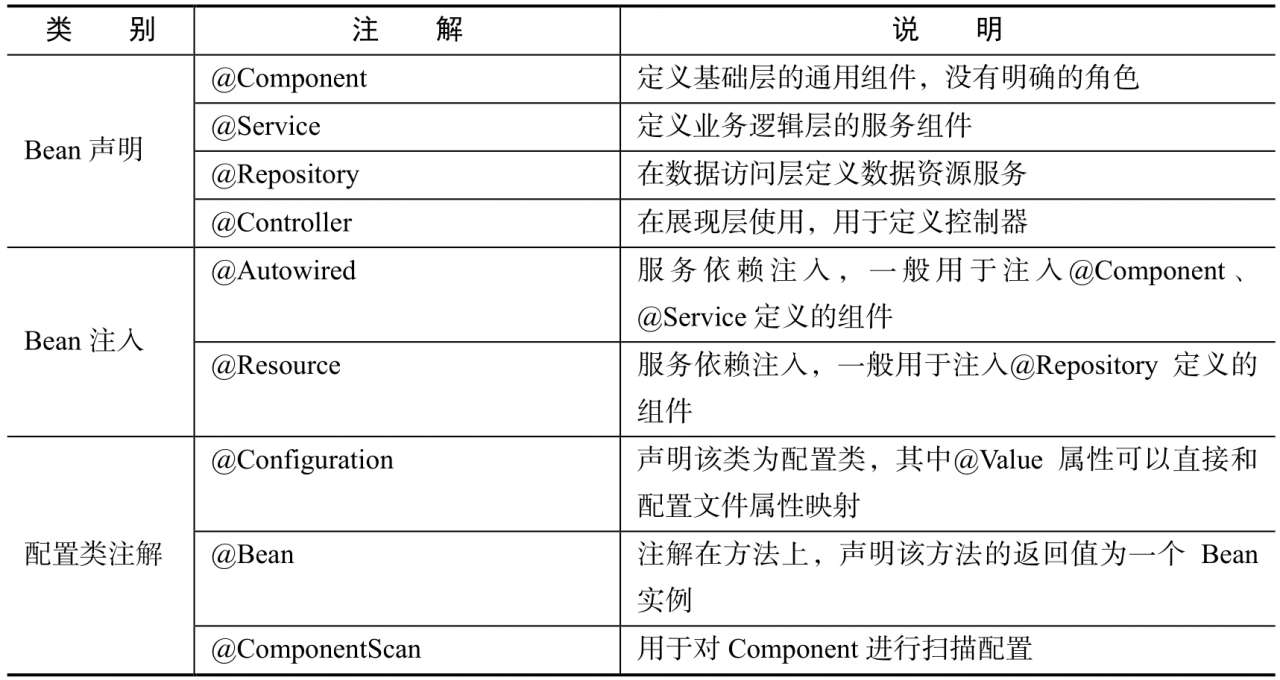 类 别 注 解 说 明
Bean 声明
@Component 定义基础层的通用组件，没有明确的角色
@Service 定义业务逻辑层的服务组件
@Repository 在数据访问层定义数据资源服务
@Controller 在展现层使用，用于定义控制器
Bean 注入
@Autowired 服务依赖注入，一般用于注入@Component、
@Service 定义的组件
@Resource 服务依赖注入，一般用于注入@Repository 定义的
组件
配置类注解
@Configuration 声明该类为配置类，其中@Value 属性可以直接和
配置文件属性映射
@Bean 注解在方法上，声明该方法的返回值为一个 Bean
实例
@ComponentScan 用于对 Component 进行扫描配置